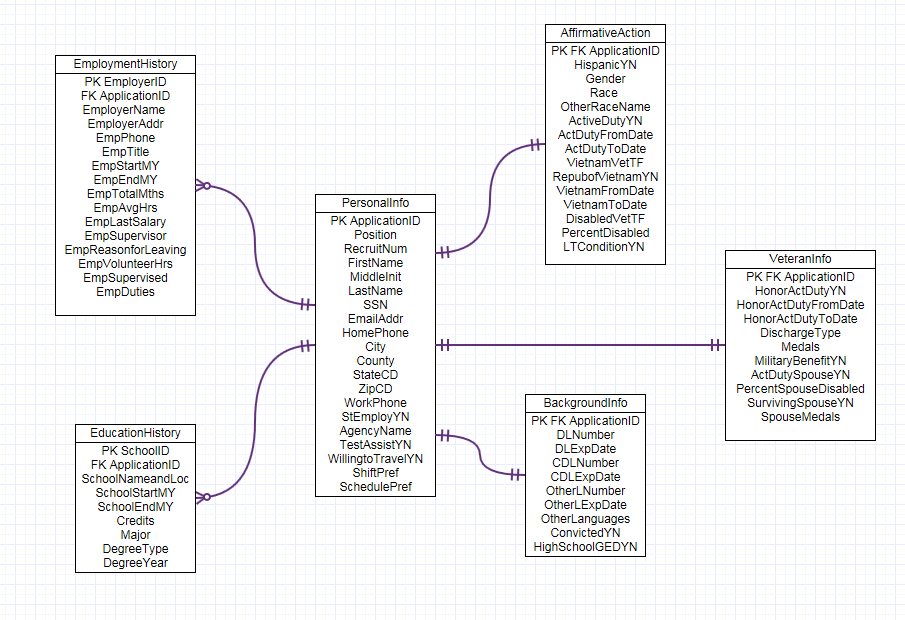 EmploymentHistory
PK EmployerID
FK ApplicationID
EmployerName
EmployerAddr
EmpPhone
EmpTitle
EmpStartMY
EmpEndMY
EmpTotalMths
EmpAvgHrs
EmpLastSalary
EmpSupervisor
EmpReasonforLeaving
EmpVolunteerHrs
EmpSupervised
EmpDuties
EducationHistory
PK SchoolID
FK ApplicationID
SchoolNameandLoc
SchoolStartMY
SchoolEndMY
Credits
Major
DegreeType
DegreeYear
PersonalInfo
PK ApplicationID
Position
RecruitNum
FirstName
MiddleInit
LastName
SSN
EmailAddr
HomePhone
City
County
StateCD
ZipCD
WorkPhone
StEmployYN
AgencyName
TestAssistYN
WillingtoTravelYN
ShiftPref
SchedulePref
AffirmativeAction
PK FK ApplicationID
HispanicYN
Gender
Race
OtherRaceName
ActiveDutyYN
ActDutyFromDate
ActDutyToDate
VietnamVetTF
RepubofVietnamYN
VietnamFromDate
VietnamToDate
DisabledVetTF
PercentDisabled
LTConditionYN
BackgroundInfo
PK FK ApplicationID
DLNumber
DLExpDate
CDLNumber
CDLExpDate
OtherLNumber
OtherLExpDate
OtherLanguages
ConvictedYN
HighSchoolGEDYN
VeteranInfo
PK FK ApplicationID
HonorActDutyYN
HonorActDutyFromDate
HonorActDutyToDate
DischargeType
Medals
MilitaryBenefitYN
ActDutySpouseYN
PercentSpouseDisabled
SurvivingSpouseYN
SpouseMedals